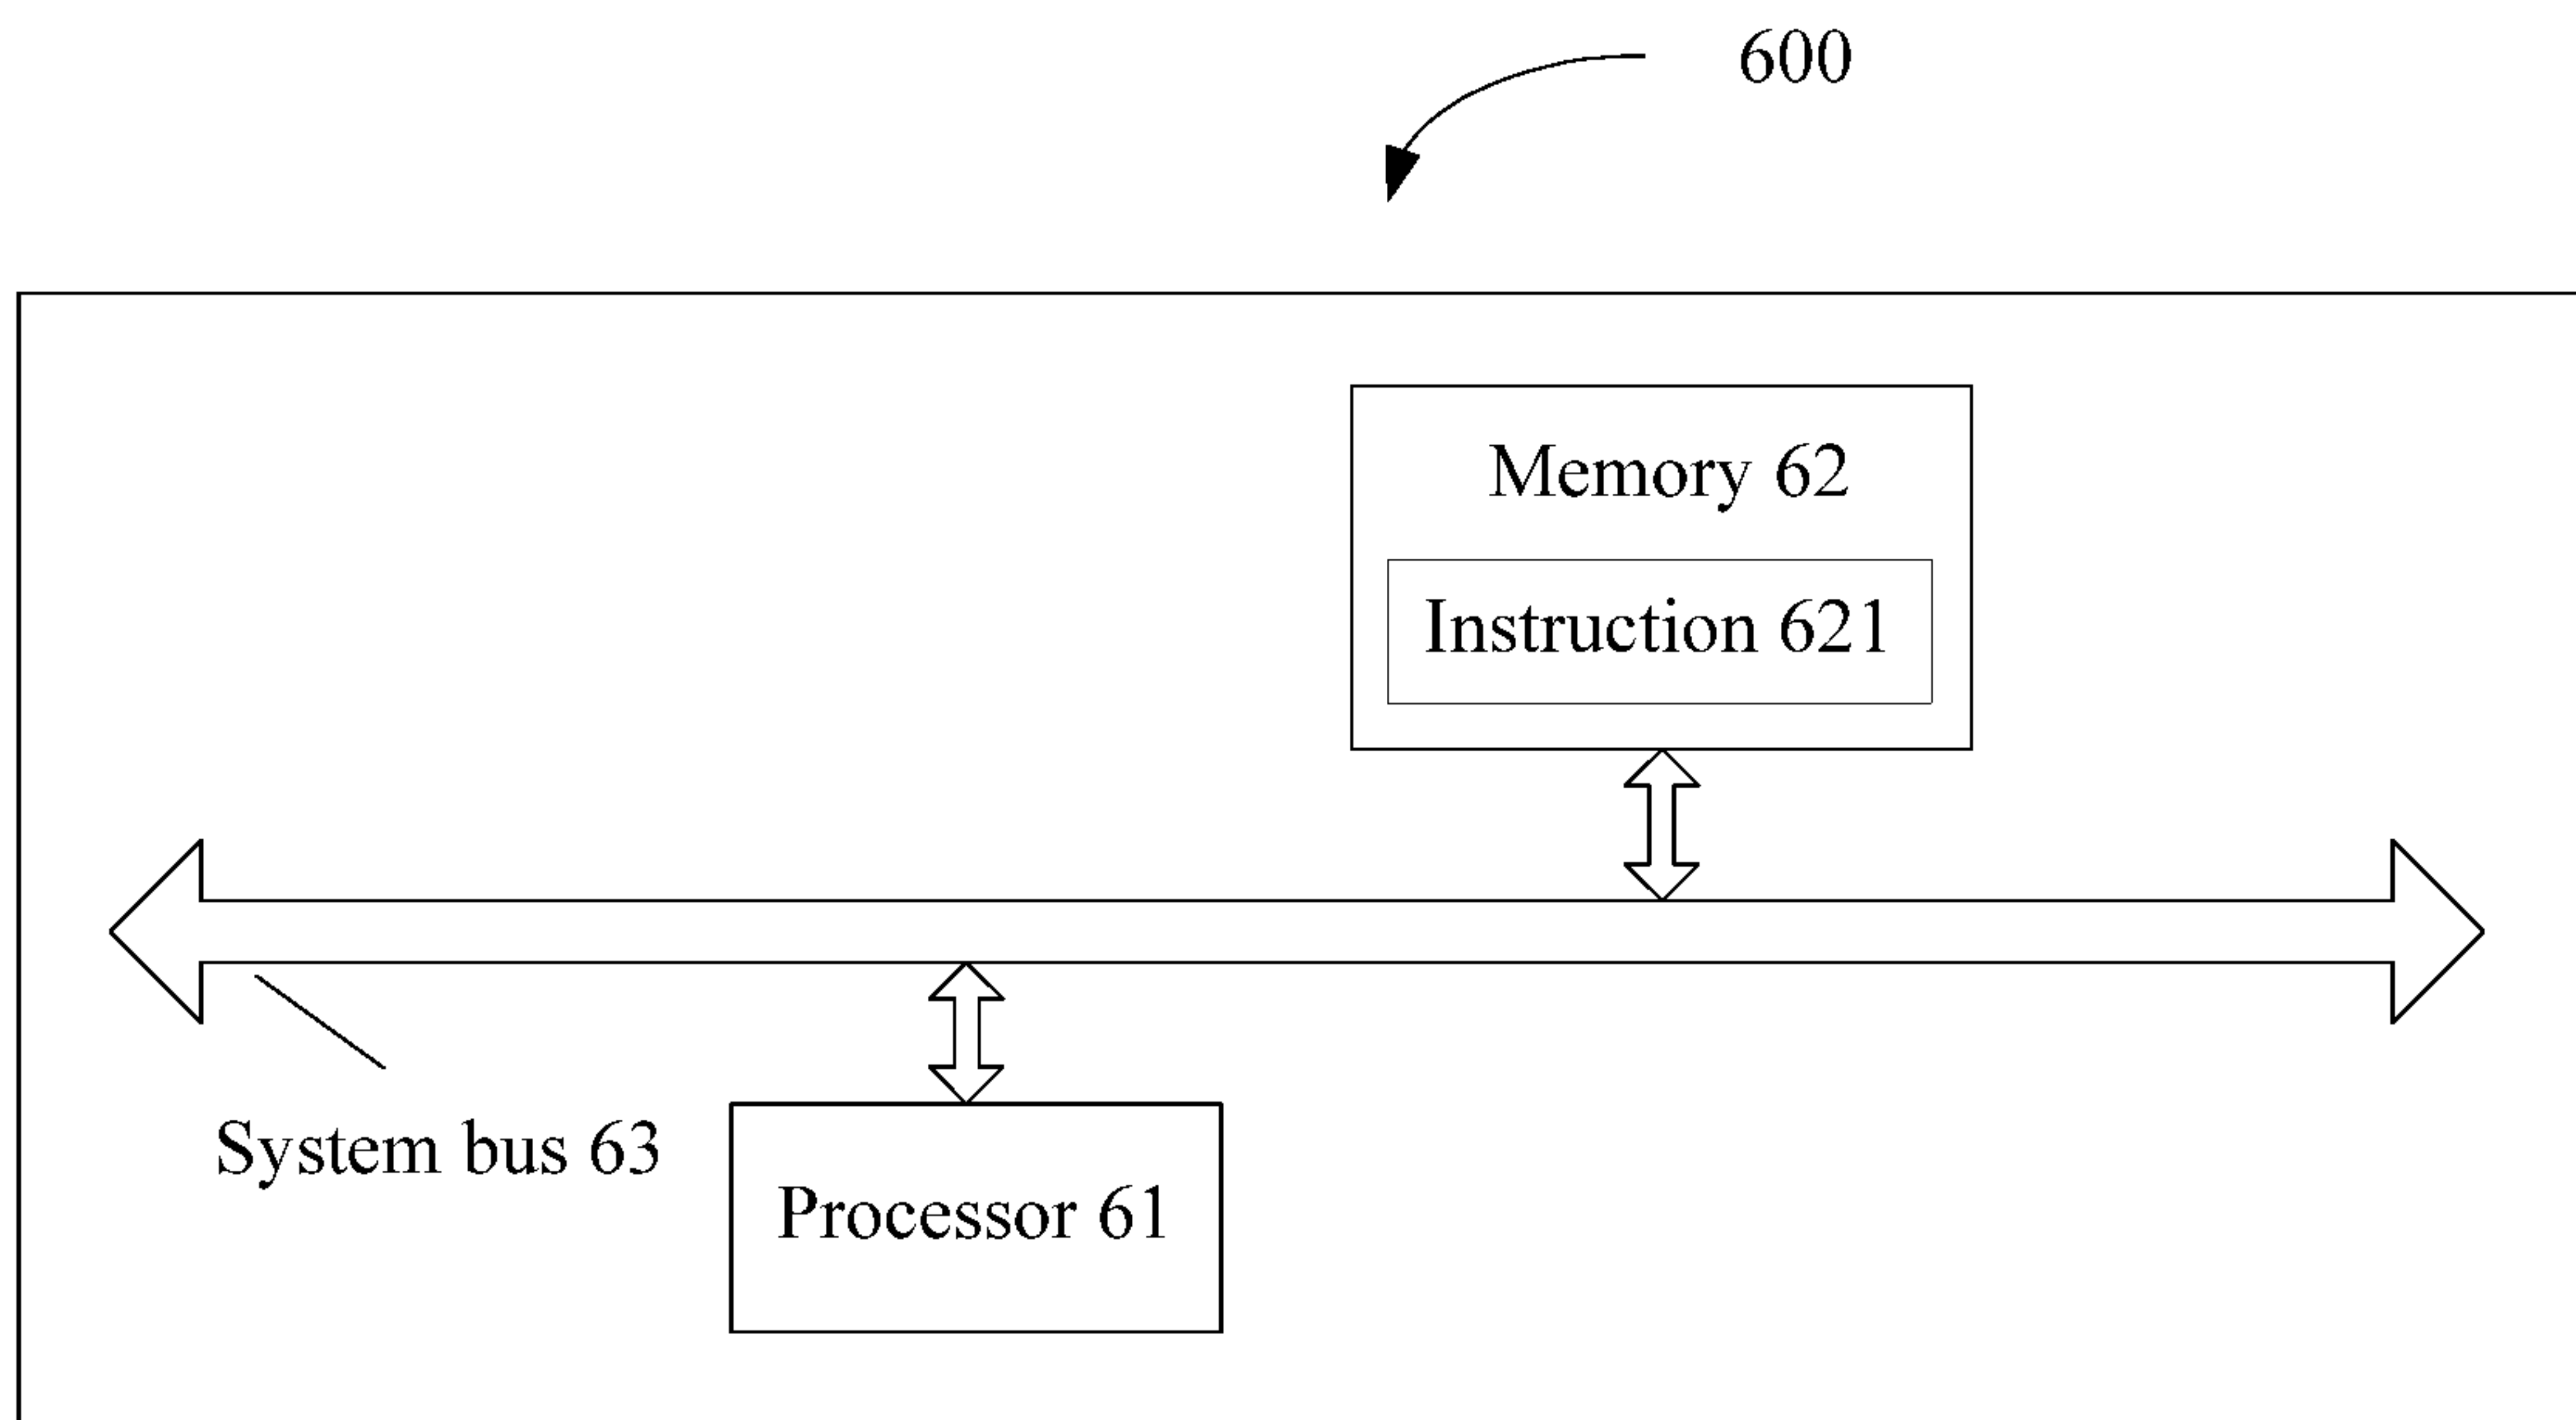 600
Memory 62
Instruction 621
System bus 63
Processor 61